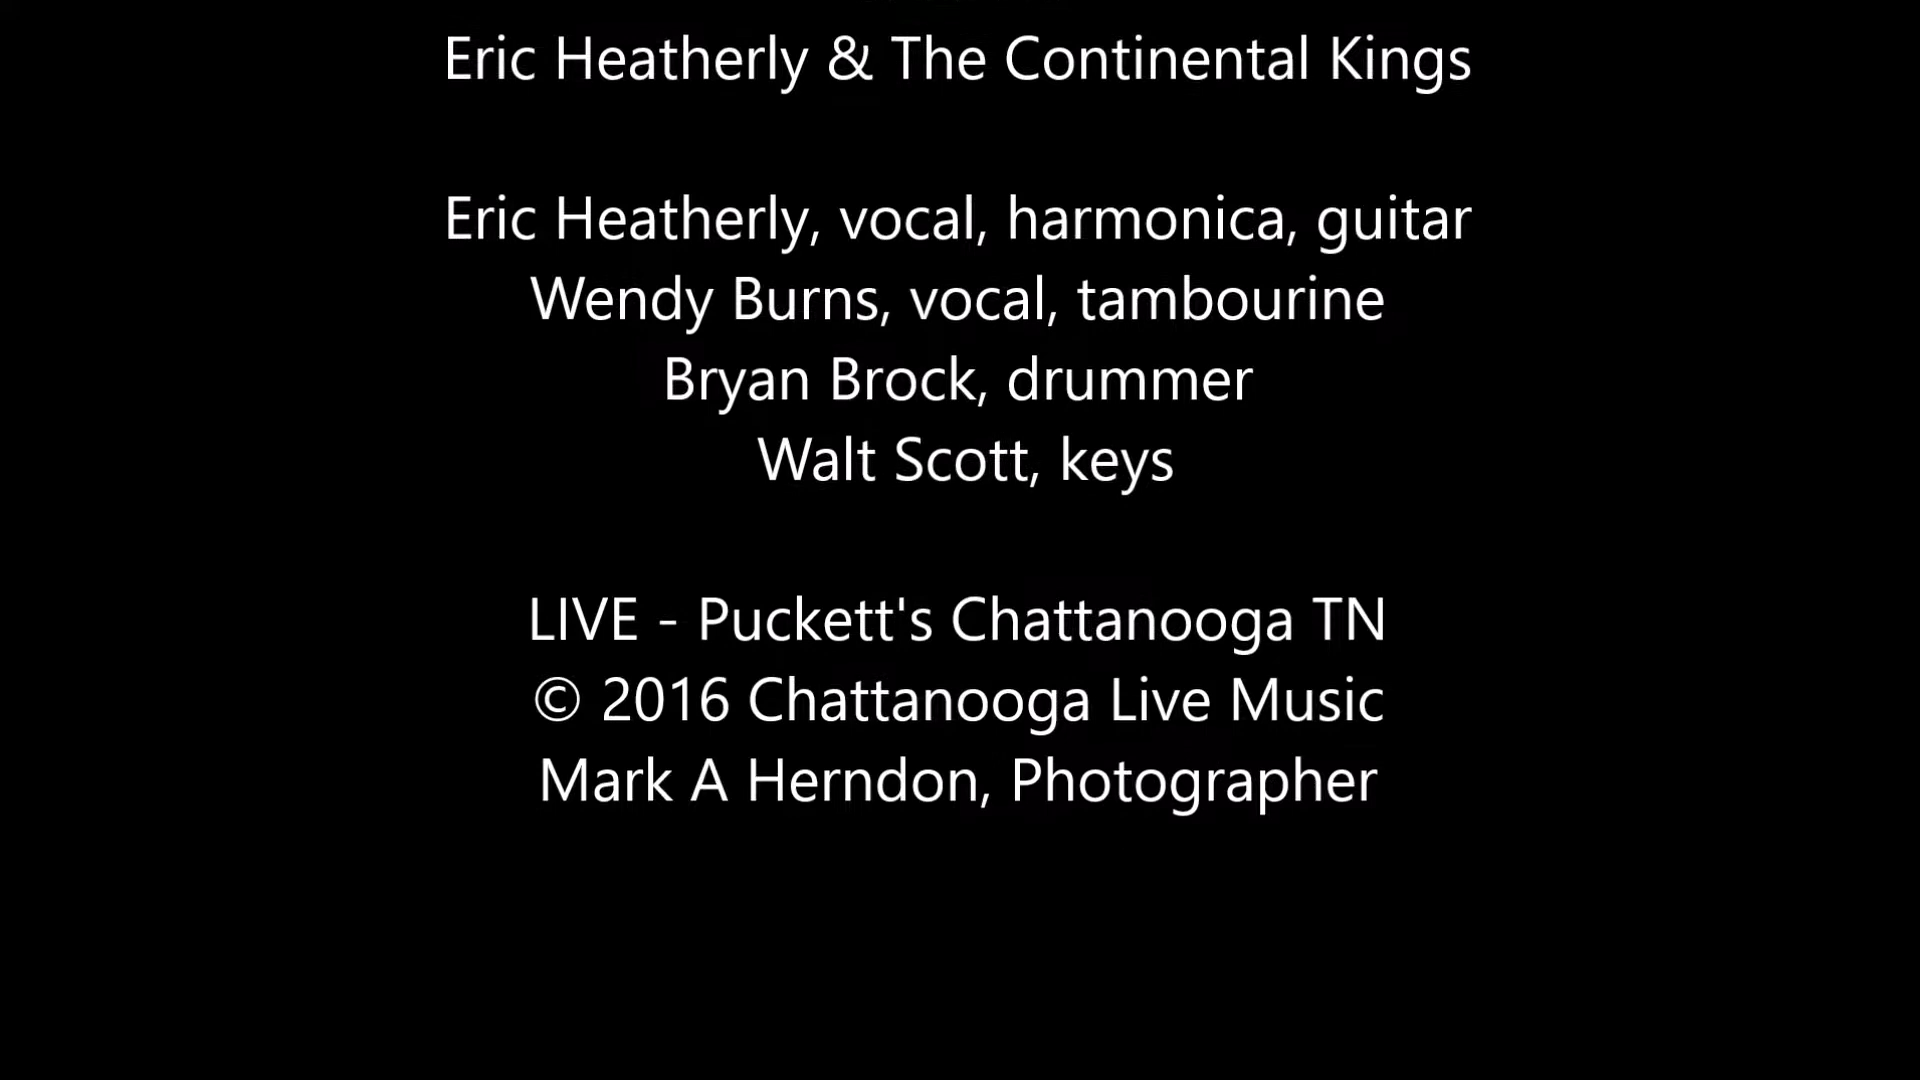 Eric Heatherly & The Continental Kings
Eric Heatherly, vocal, harmonica, guitar
Wendy Burns, vocal, tambourine
Bryan Brock, drummer
Walt Scott, keys
LIVE - Puckett's Chattanooga TN
© 2016 Chattanooga Live Music
Mark A Herndon, Photographer